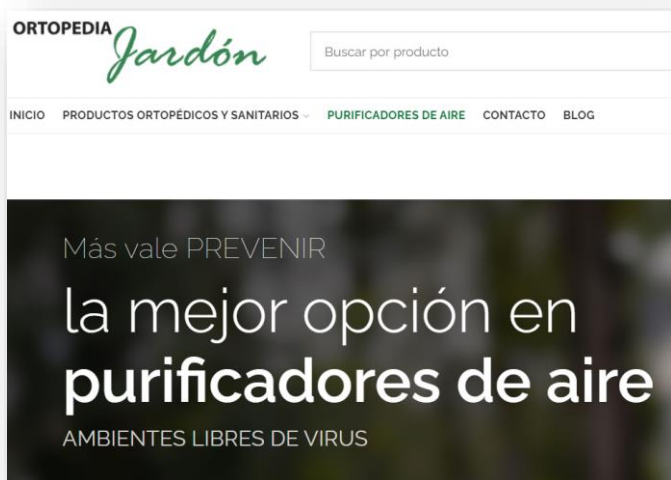 ORTOPEDIA
Jardón
Buscar por producto
INICIO PRODUCTOS ORTOPÉDICOS Y SANITARIOS PURIFICADORES DE AIRE CONTACTO BLOG
Más vale PREVENIR
la mejor opción en
purificadores de aire
AMBIENTES LIBRES DE VIRUS